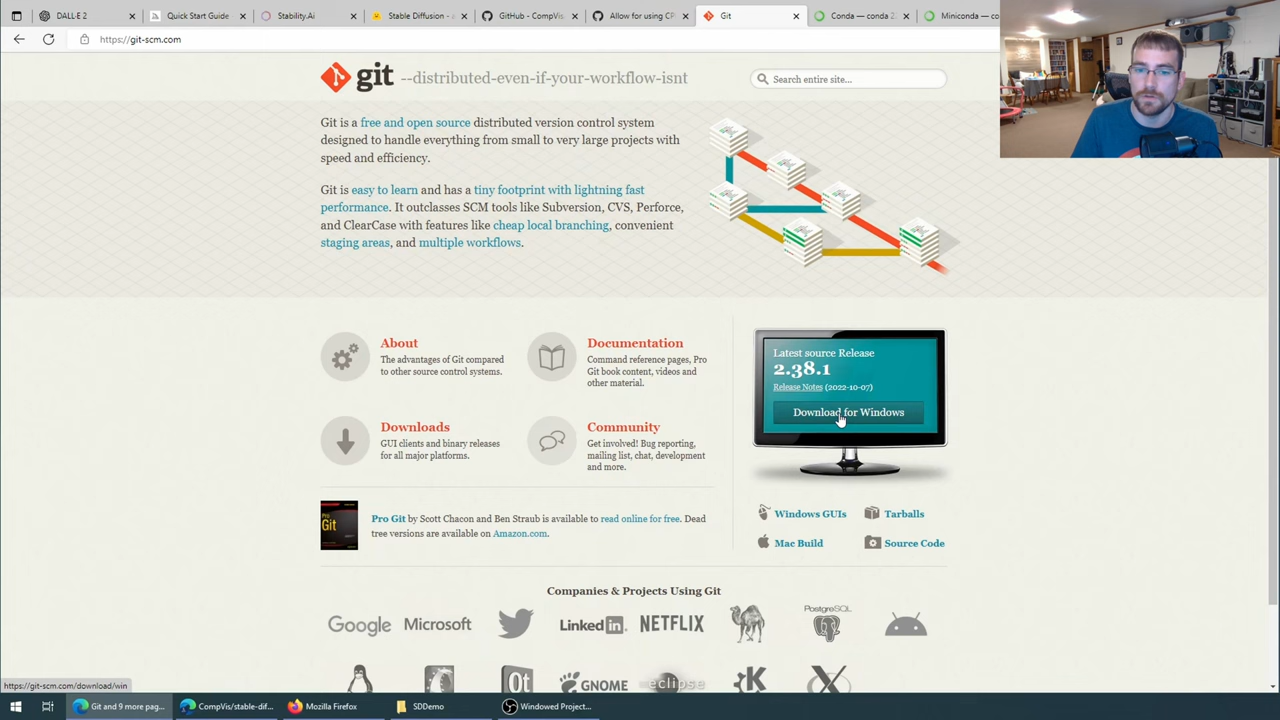 DALL·E 2
Quick Start Guide
Stability.Ai
Stable Diffusion - a
GitHub - CompVis
Allow for using CP
Git
Conda — conda 2
Miniconda — co
https://git-scm.com
git --distributed-even-if-your-workflow-isnt
Search entire site...
Git is a free and open source distributed version control system
designed to handle everything from small to very large projects with
speed and efficiency.
Git is easy to learn and has a tiny footprint with lightning fast
performance. It outclasses SCM tools like Subversion, CVS, Perforce,
and ClearCase with features like cheap local branching, convenient
staging areas, and multiple workflows.
About
The advantages of Git compared
to other source control systems.
Documentation
Command reference pages, Pro
Git book content, videos and
other material.
Downloads
GUI clients and binary releases
for all major platforms.
Community
Get involved! Bug reporting,
mailing list, chat, development
and more.
Latest source Release
2.38.1
Release Notes (2022-10-07)
Download for Windows
Windows GUIs
Tarballs
Mac Build
Source Code
Pro
Git
Pro Git by Scott Chacon and Ben Straub is available to read online for free. Dead
tree versions are available on Amazon.com.
Companies & Projects Using Git
Google
Microsoft
LinkedIn
NETFLIX
PostgreSQL
Qt
GNOME
eclipse
https://git-scm.com/download/win
Git and 9 more pag...
CompVis/stable-dif...
Mozilla Firefox
SDDemo
Windowed Project...